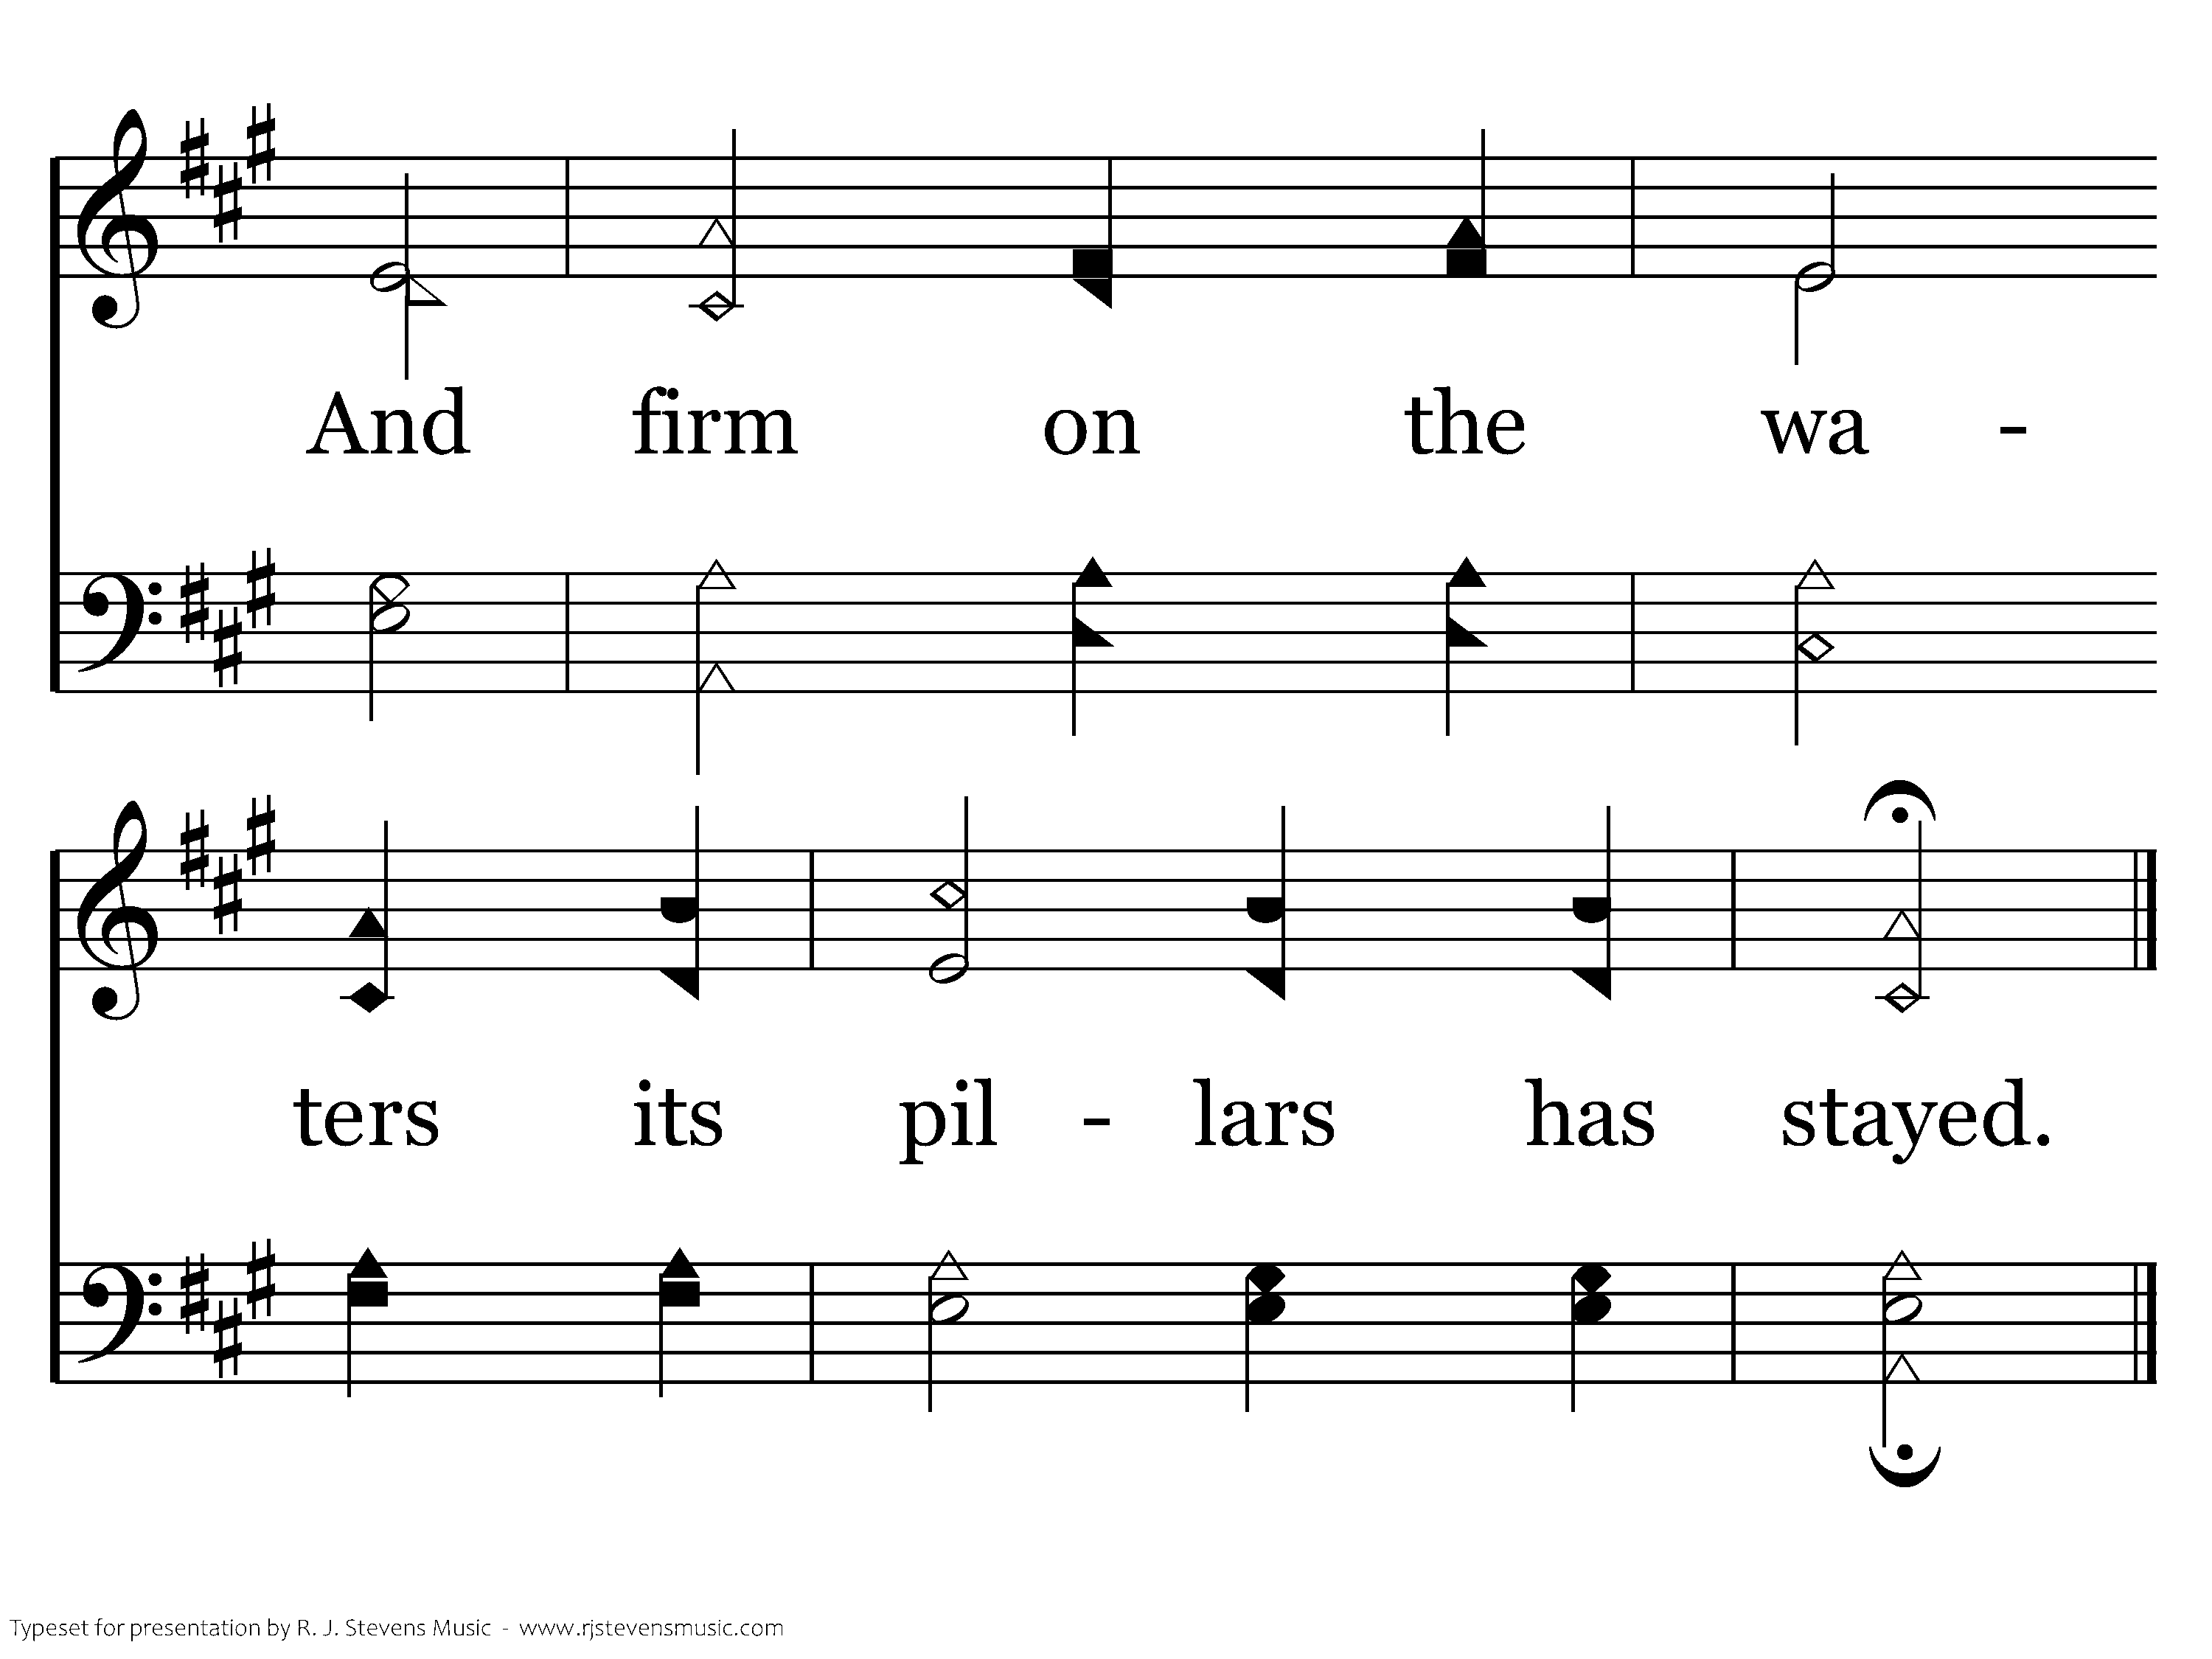 And firm on the wa -
ters its pil - lars has stayed.
Typeset for presentation by R. J. Stevens Music - www.rjstevensmusic.com